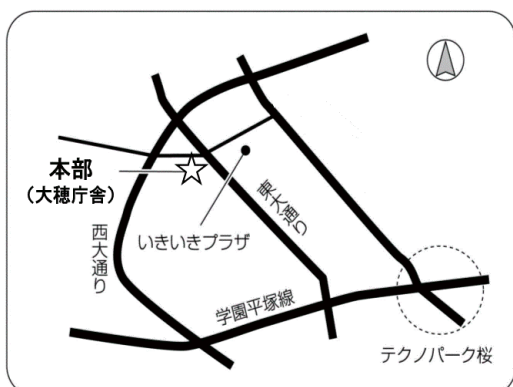 本部
（大穂庁舎）
いきいきプラザ
東大通り
西大通り
学園平塚線
テクノパーク桜